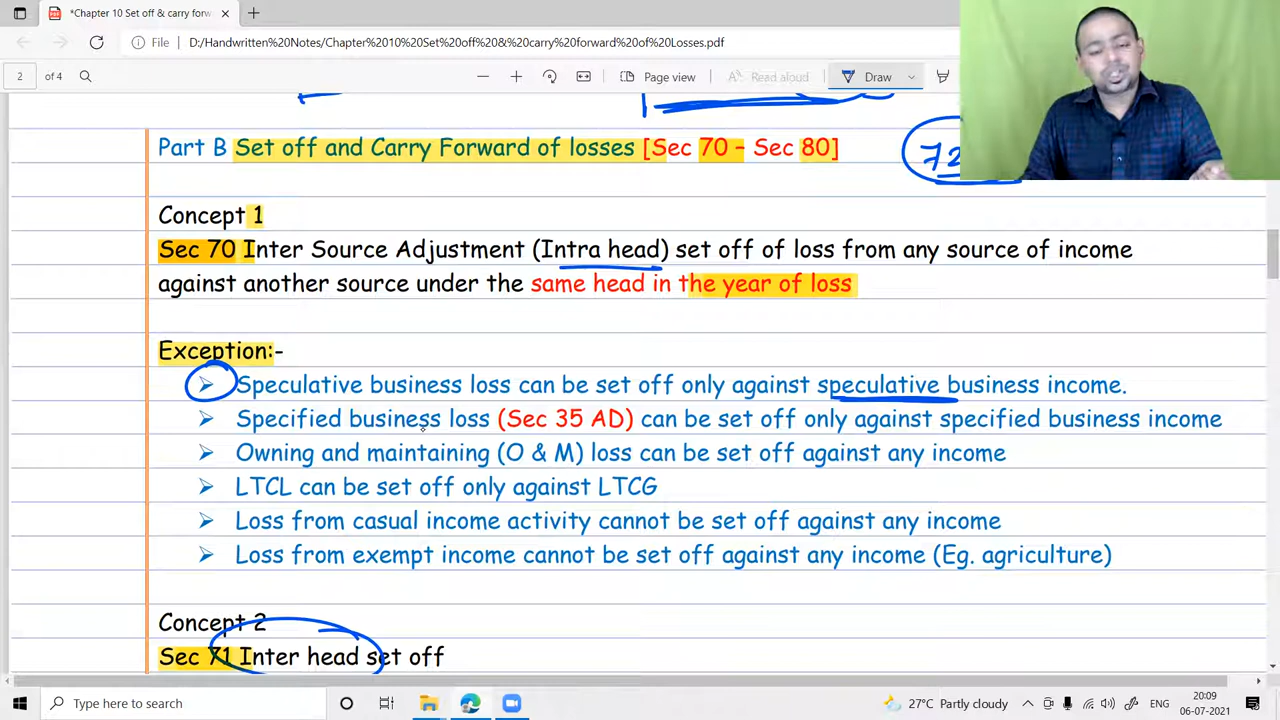 *Chapter 10 Set off & carry forw
File
D:/Handwritten%20Notes/Chapter%2010%20Set%20off%20&%20carry%20forward%20of%20Losses.pdf
2 of 4
Page view
Read aloud
Draw
Part B Set off and Carry Forward of losses [Sec 70 - Sec 80]
72
Concept 1
Sec 70 Inter Source Adjustment (Intra head) set off of loss from any source of income
against another source under the same head in the year of loss
Exception:-
➢ Speculative business loss can be set off only against speculative business income.
➢ Specified business loss (Sec 35 AD) can be set off only against specified business income
➢ Owning and maintaining (O & M) loss can be set off against any income
➢ LTCL can be set off only against LTCG
➢ Loss from casual income activity cannot be set off against any income
➢ Loss from exempt income cannot be set off against any income (Eg. agriculture)
Concept 2
Sec 71 Inter head set off
Type here to search
27°C Partly cloudy
ENG
20:09
06-07-2021